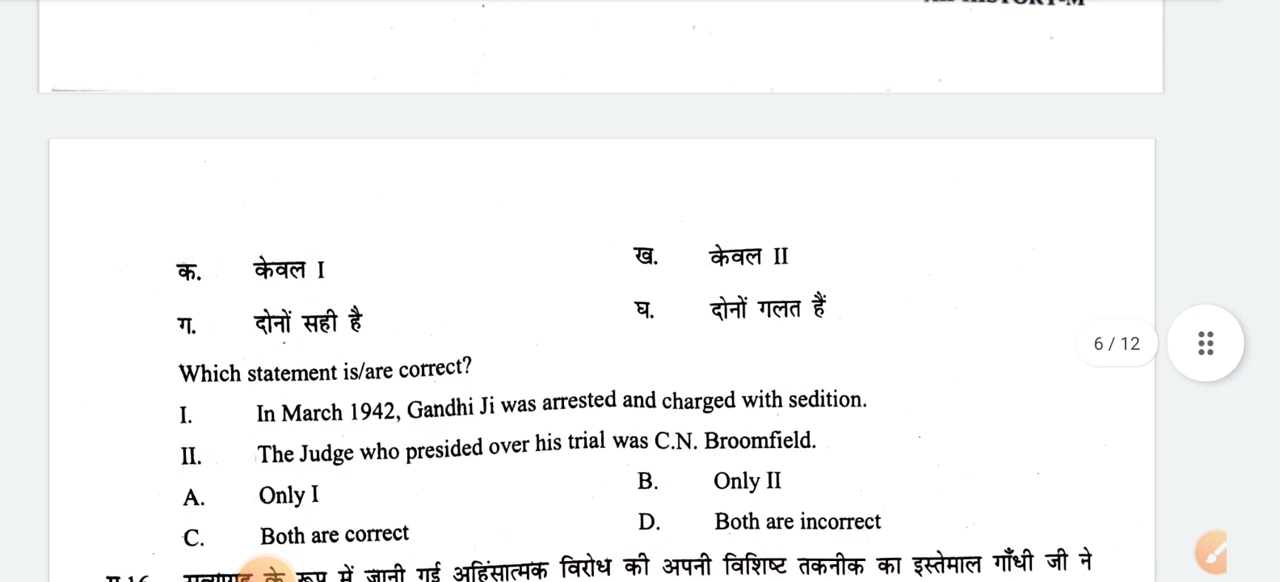 क. केवल I ख. केवल II
ग. दोनों सही है घ. दोनों गलत हैं
6 / 12
Which statement is/are correct?
I. In March 1942, Gandhi Ji was arrested and charged with sedition.
II. The Judge who presided over his trial was C.N. Broomfield.
A. Only I B. Only II
C. Both are correct D. Both are incorrect
के रूप में जानी गई अहिंसात्मक विरोध की अपनी विशिष्ट तकनीक का इस्तेमाल गाँधी जी ने